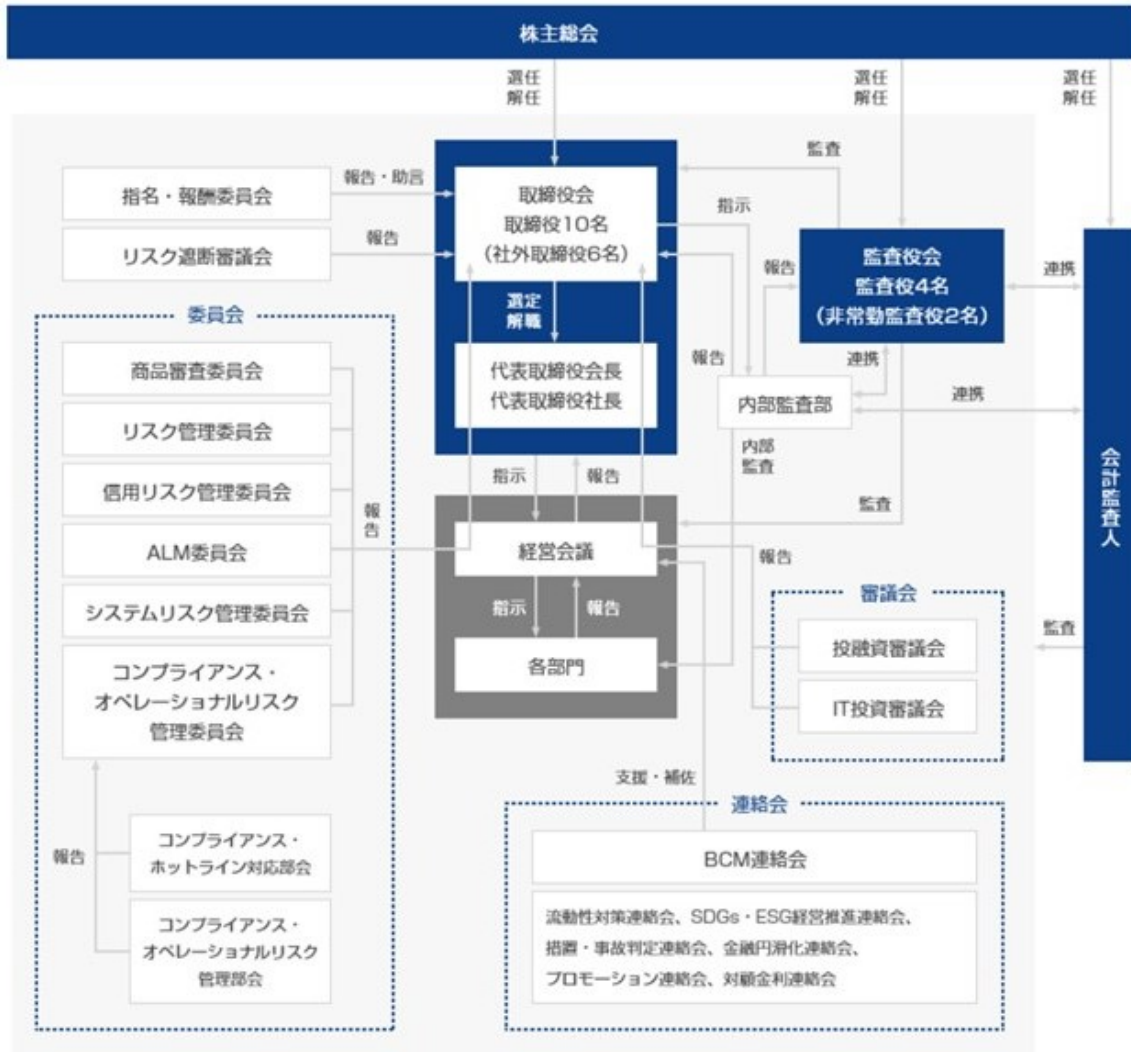 株主総会
選任
解任
選任
解任
選任
解任
監査
指名・報酬委員会
報告・助言
取締役会
取締役10名
(社外取締役6名)
指示
リスク遮断審議会
報告
監査役会
監査役4名
(非常勤監査役2名)
報告
連携
選定
解職
委員会
商品審査委員会
リスク管理委員会
信用リスク管理委員会
ALM委員会
システムリスク管理委員会
コンプライアンス・
オペレーショナルリスク
管理委員会
報
告
代表取締役会長
代表取締役社長
報告
連携
内部監査部
連携
内部
監査
会計監査人
指示
報告
監査
経営会議
報告
指示
報告
各部門
審議会
投融資審議会
IT投資審議会
監査
支援・補佐
報告
コンプライアンス・
ホットライン対応部会
コンプライアンス・
オペレーショナルリスク
管理部会
連絡会
BCM連絡会
流動性対策連絡会、SDGs・ESG経営推進連絡会、
措置・事故判定連絡会、金融円滑化連絡会、
プロモーション連絡会、対顧金利連絡会